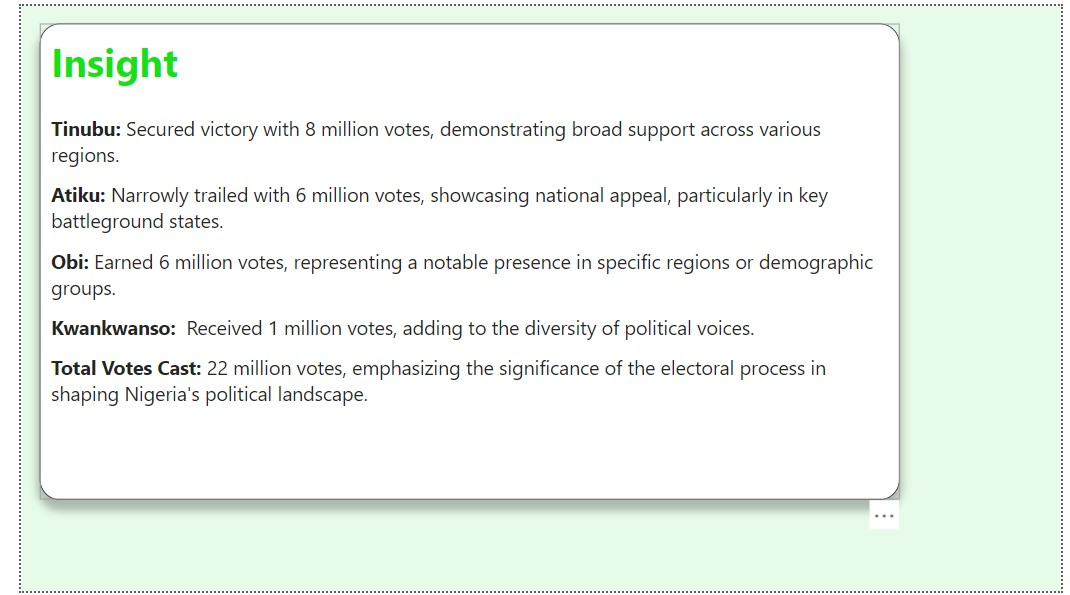 Insight
Tinubu: Secured victory with 8 million votes, demonstrating broad support across various
regions.
Atiku: Narrowly trailed with 6 million votes, showcasing national appeal, particularly in key
battleground states.
Obi: Earned 6 million votes, representing a notable presence in specific regions or demographic
groups.
Kwankwanso:  Received 1 million votes, adding to the diversity of political voices.
Total Votes Cast: 22 million votes, emphasizing the significance of the electoral process in
shaping Nigeria's political landscape.